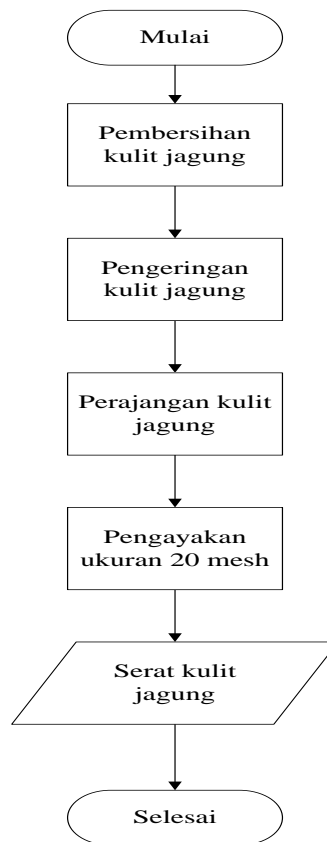 Mulai
Pembersihan
kulit jagung
Pengeringan
kulit jagung
Perajangan kulit
jagung
Pengayakan
ukuran 20 mesh
Serat kulit
jagung
Selesai